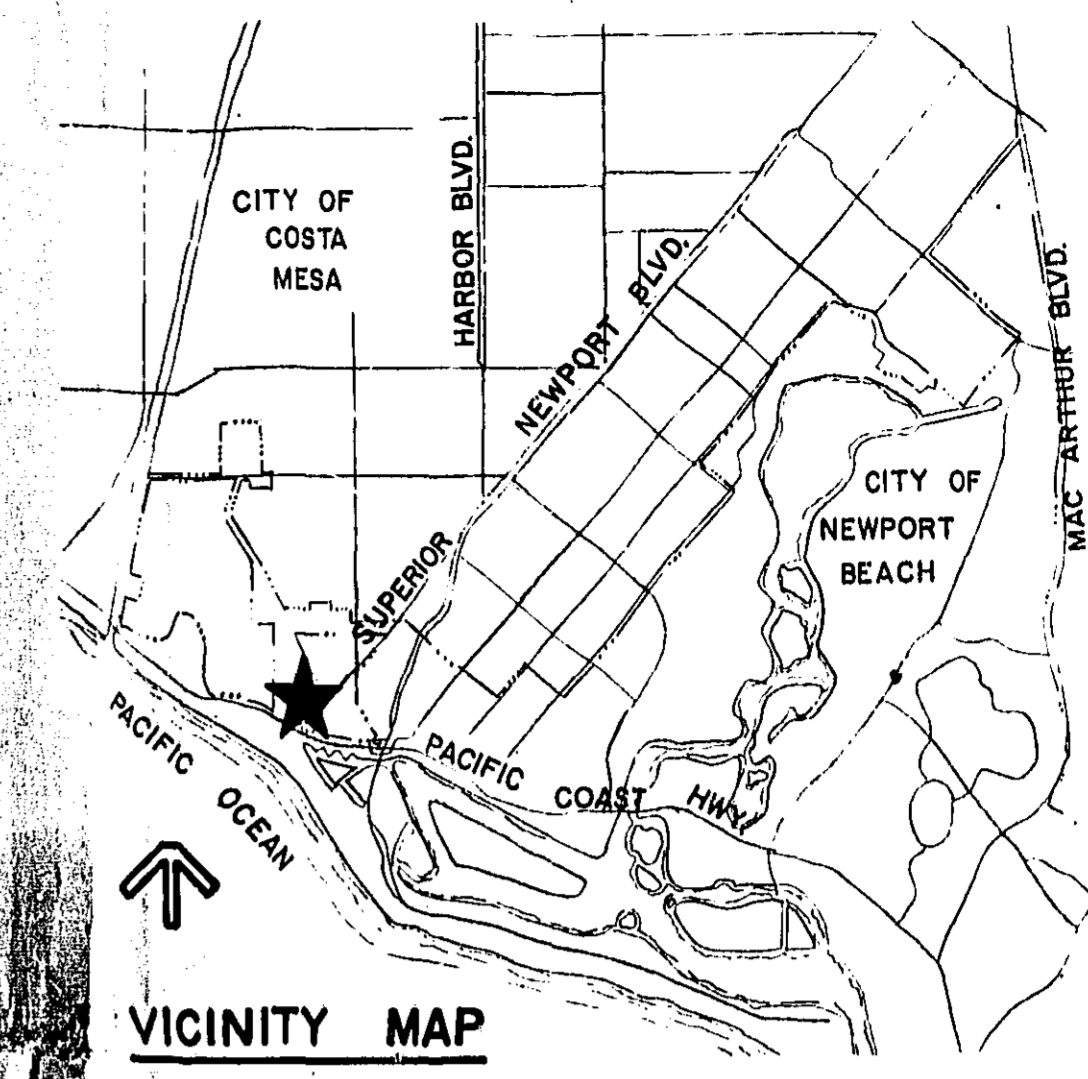 CITY OF
COSTA
MESA
HARBOR BLVD.
NEWPORT BLVD.
MAC ARTHUR BLVD.
CITY OF
NEWPORT
BEACH
SUPERIOR
PACIFIC OCEAN
PACIFIC COAST HWY.
VICINITY MAP